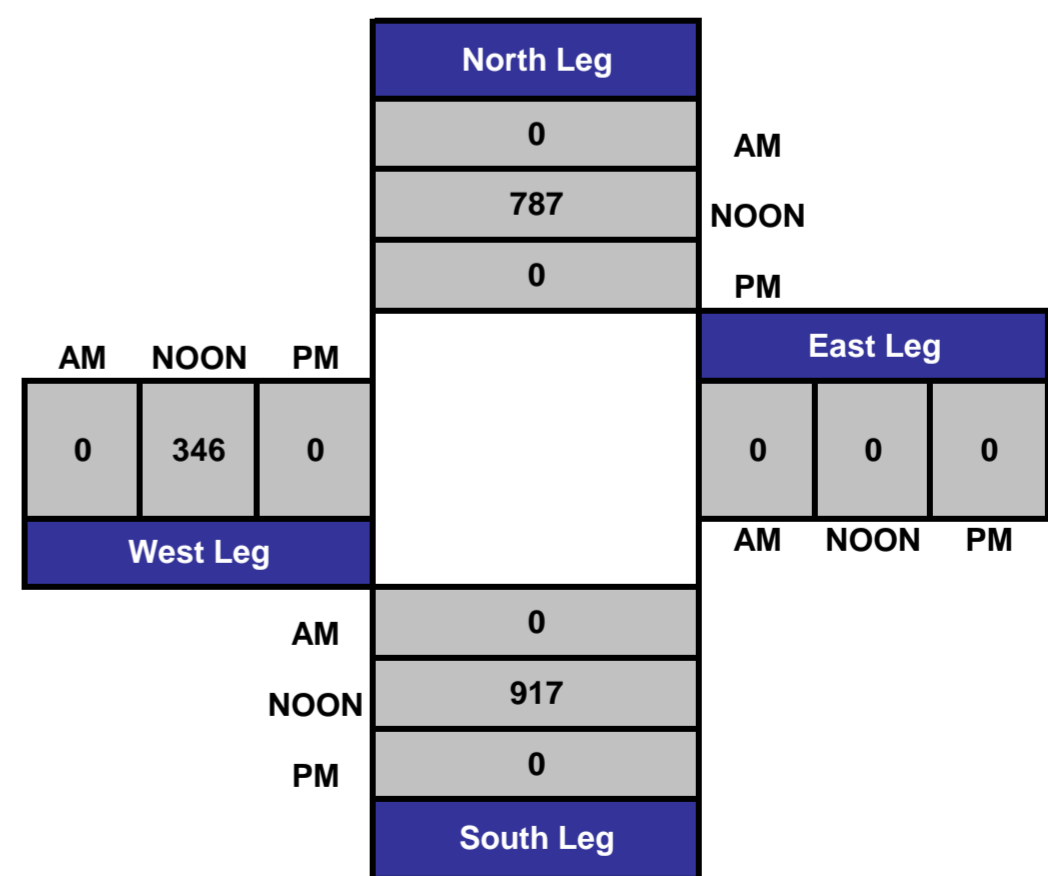 North Leg
0 AM
787 NOON
0 PM
East Leg
AM NOON PM
0 346 0 0 0 0
West Leg
AM NOON PM
AM 0
NOON 917
PM 0
South Leg